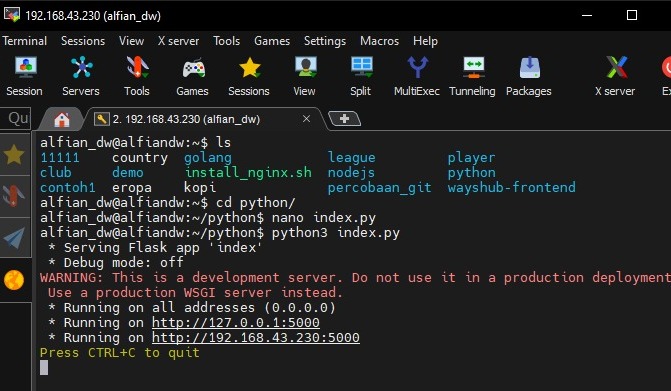 192.168.43.230 (alfian_dw)
Terminal Sessions View X server Tools Games Settings Macros Help
Session Servers Tools Games Sessions View Split MultiExec Tunneling Packages X server
Qui
2. 192.168.43.230 (alfian_dw)
alfian_dw@alfiandw:~$ ls
11111 country golang league player
club demo install_nginx.sh nodejs python
contoh1 eropa kopi percobaan_git wayshub-frontend
alfian_dw@alfiandw:~$ cd python/
alfian_dw@alfiandw:~/python$ nano index.py
alfian_dw@alfiandw:~/python$ python3 index.py
* Serving Flask app 'index'
* Debug mode: off
WARNING: This is a development server. Do not use it in a production deployment
Use a production WSGI server instead.
* Running on all addresses (0.0.0.0)
* Running on http://127.0.0.1:5000
* Running on http://192.168.43.230:5000
Press CTRL+C to quit